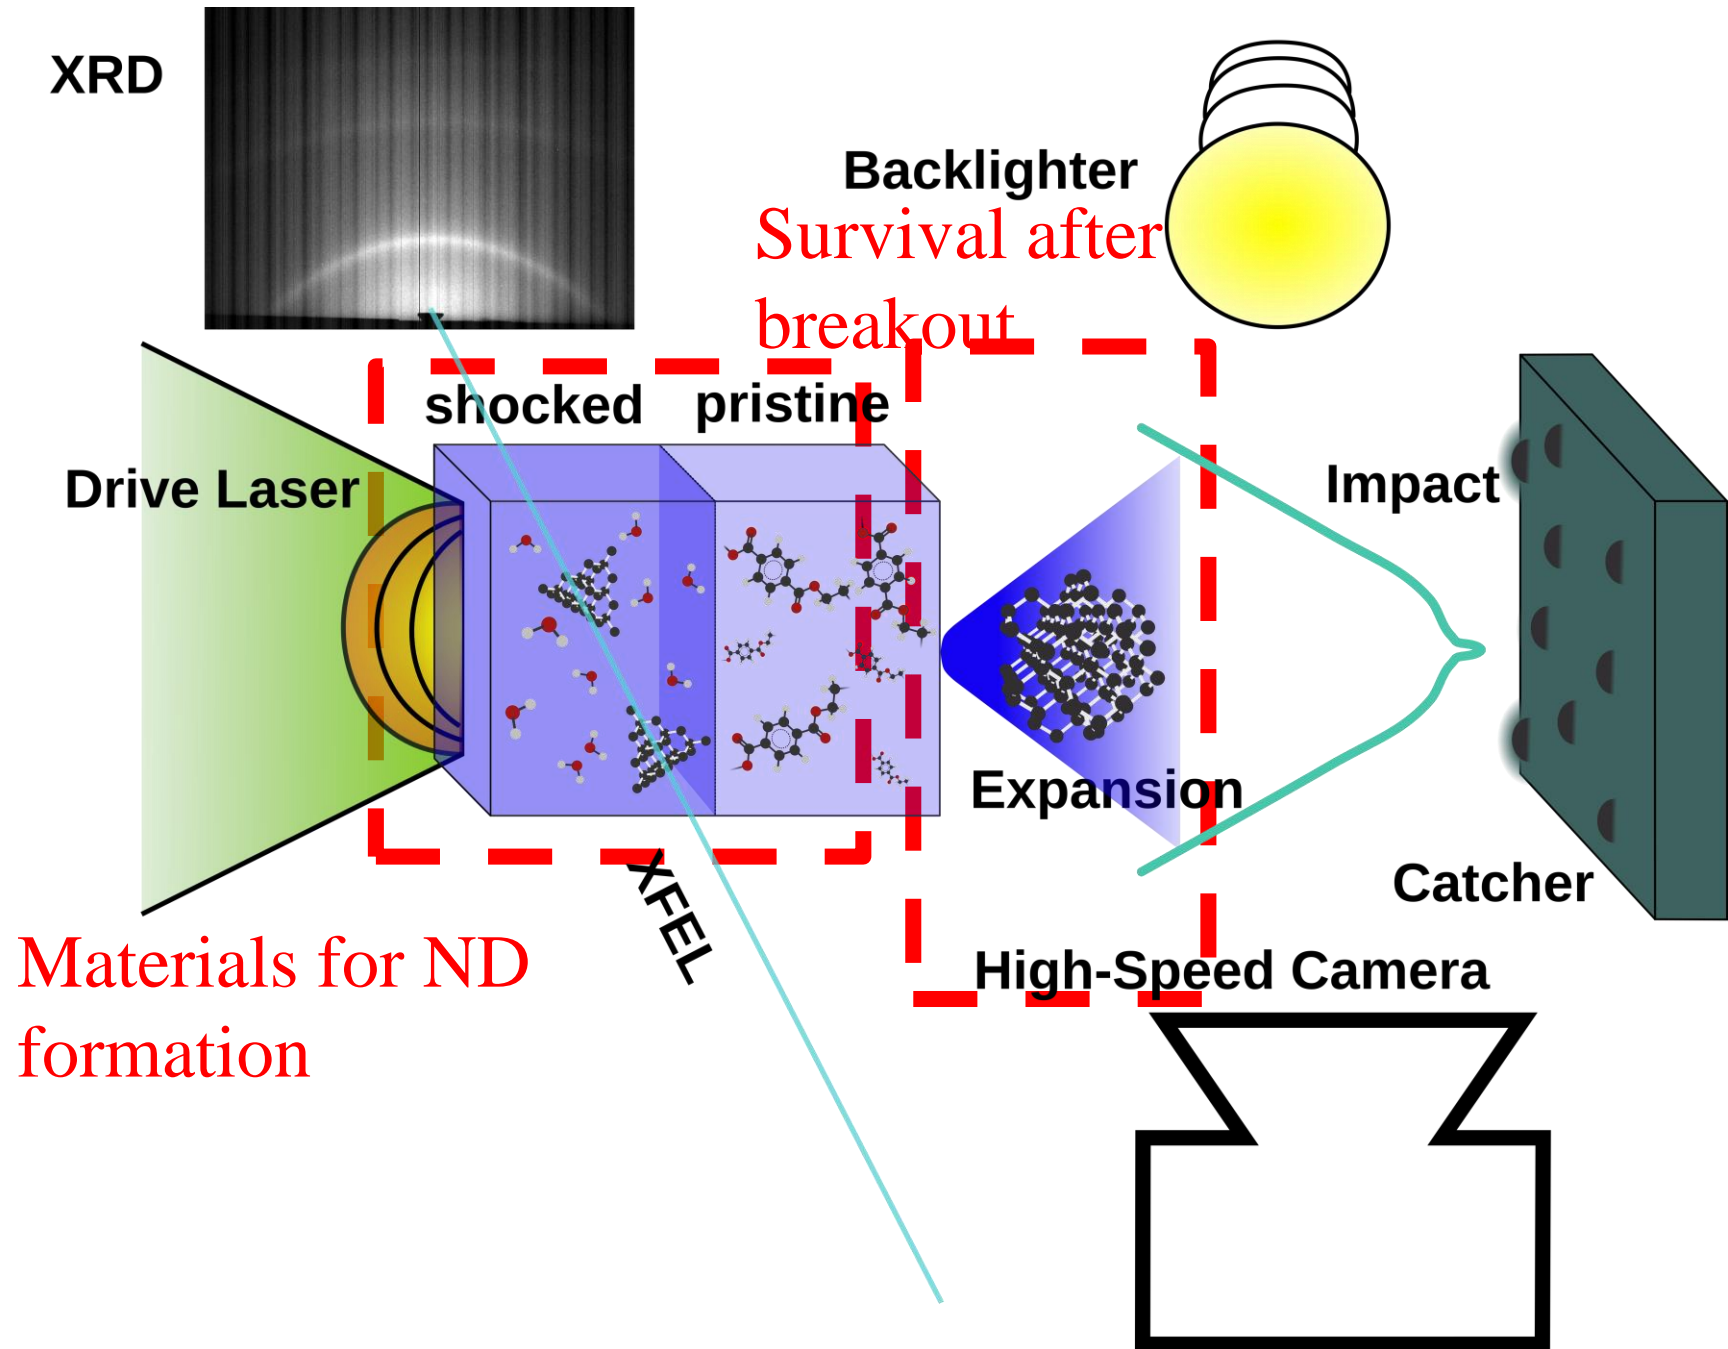 XRD
Backlighter
Survival after
breakout
shocked
pristine
Drive Laser
Impact
Expansion
Catcher
XFEL
Materials for ND
formation
High-Speed Camera